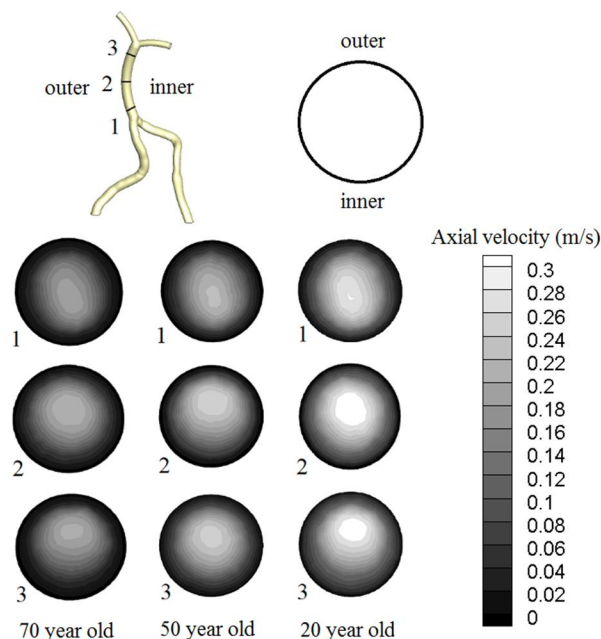 outer
3
outer 2 inner
1
inner
Axial velocity (m/s)
0.3
0.28
0.26
0.24
0.22
0.2
0.18
0.16
0.14
0.12
0.1
0.08
0.06
0.04
0.02
0
1 1 1
2 2 2
3 3 3
70 year old 50 year old 20 year old